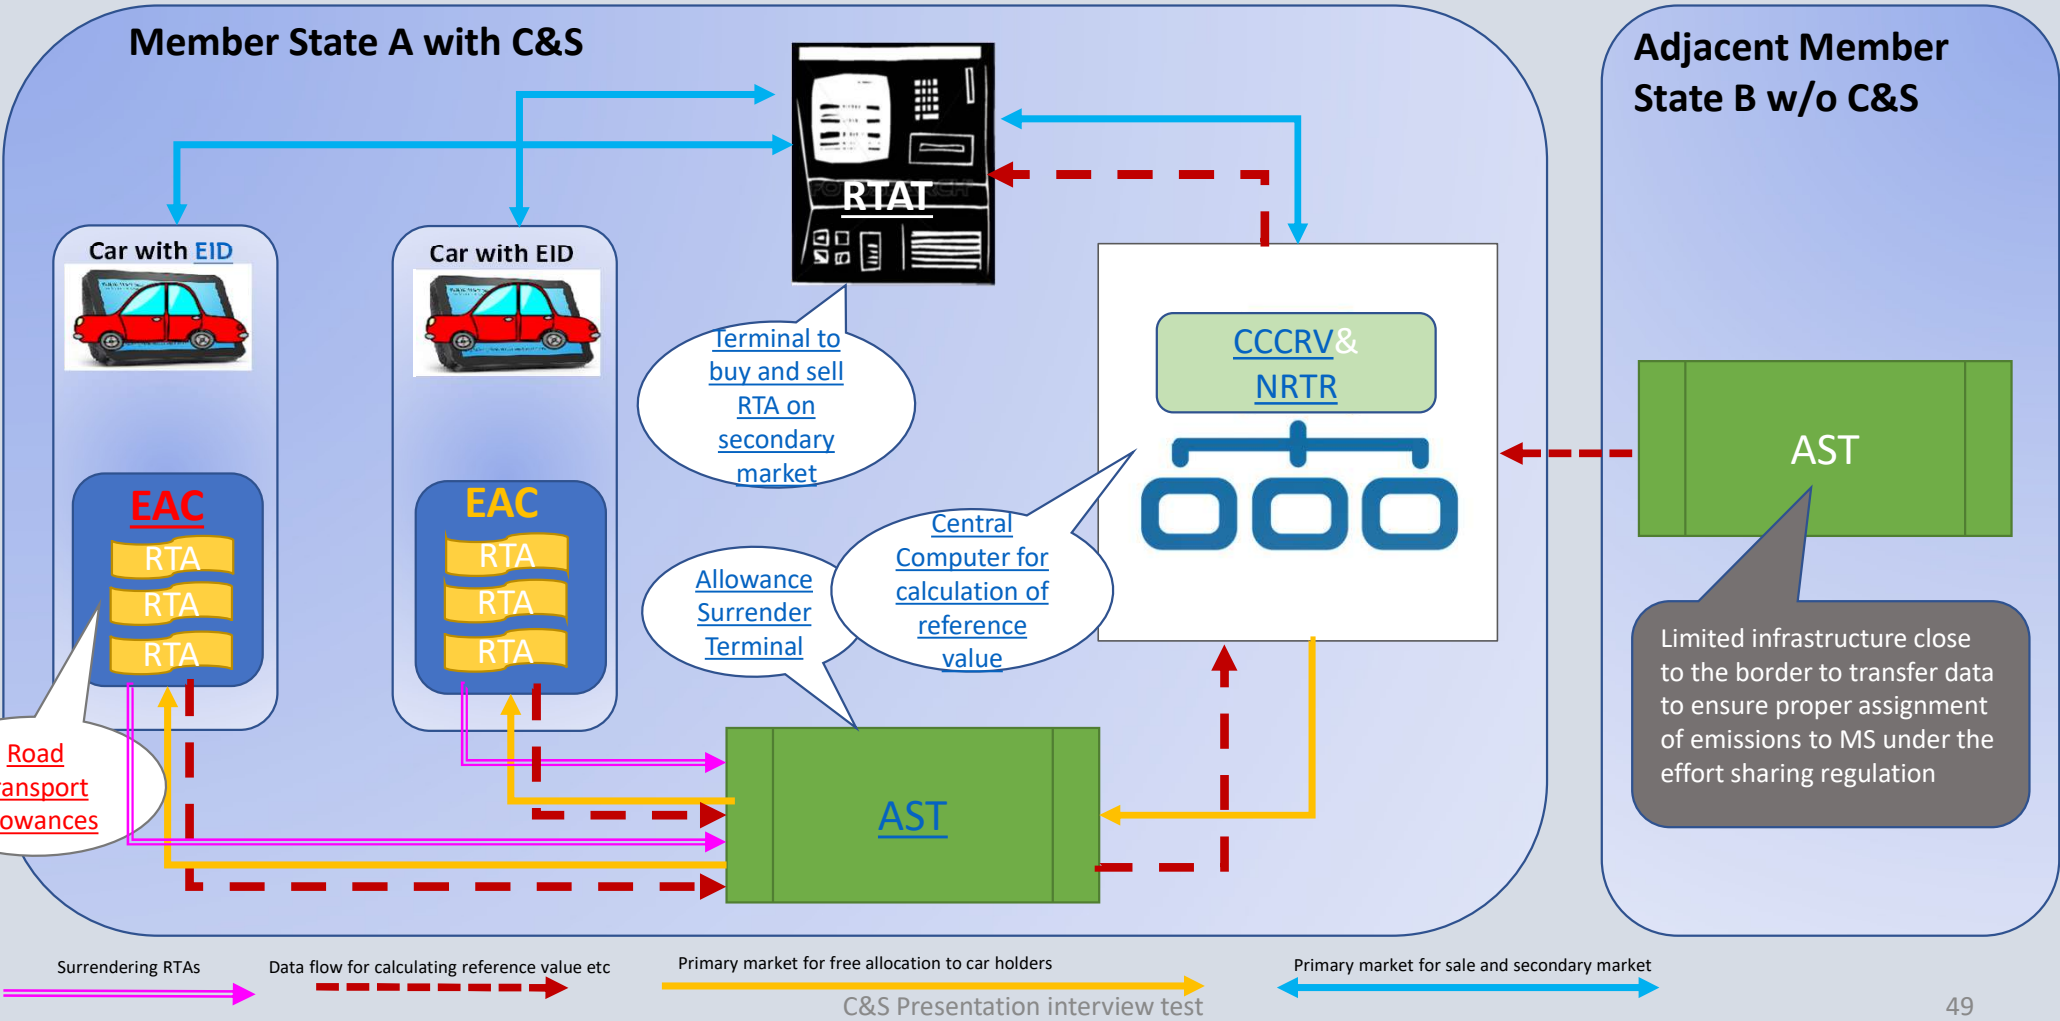 Member State A with C&S
Adjacent Member
State B w/o C&S
RTAT
Car with EID
Car with EID
Terminal to
buy and sell
RTA on
secondary
market
CCCRV&
NRTR
AST
EAC
RTA
RTA
RTA
EAC
RTA
RTA
RTA
Central
Computer for
calculation of
reference
value
Allowance
Surrender
Terminal
Limited infrastructure close
to the border to transfer data
to ensure proper assignment
of emissions to MS under the
effort sharing regulation
Road
ransport
owances
AST
Surrendering RTAs
Data flow for calculating reference value etc
Primary market for free allocation to car holders
Primary market for sale and secondary market
C&S Presentation interview test
49